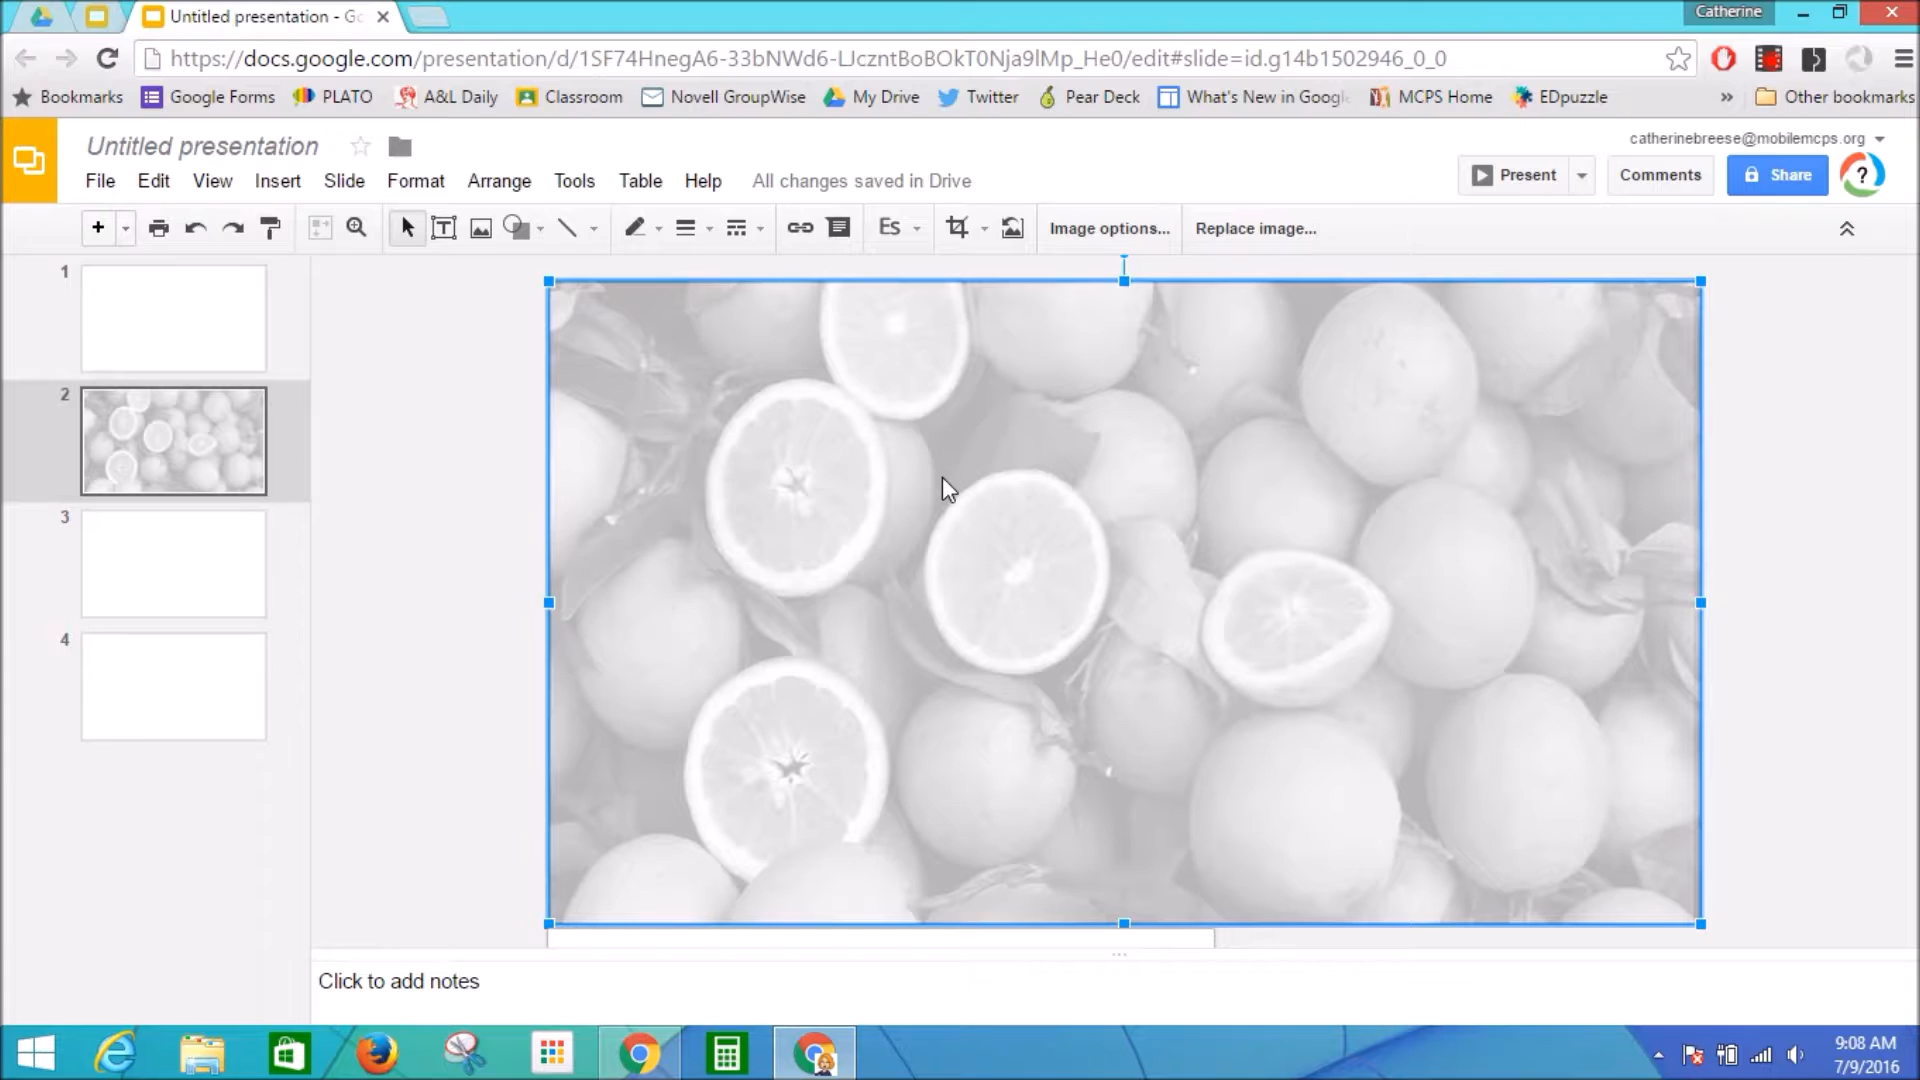 Untitled presentation - Go
Catherine
https://docs.google.com/presentation/d/1SF74HnegA6-33bNWd6-LJczntBoBOkT0Nja9lMp_He0/edit#slide=id.g14b1502946_0_0
Bookmarks Google Forms PLATO A&L Daily Classroom Novell GroupWise My Drive Twitter Pear Deck What's New in Googl MCPS Home EDpuzzle » Other bookmarks
Untitled presentation
catherinebreese@mobilemcps.org
File Edit View Insert Slide Format Arrange Tools Table Help All changes saved in Drive
Present Comments Share ?
Es Image options... Replace image...
1
2
3
4
Click to add notes
9:08 AM
7/9/2016